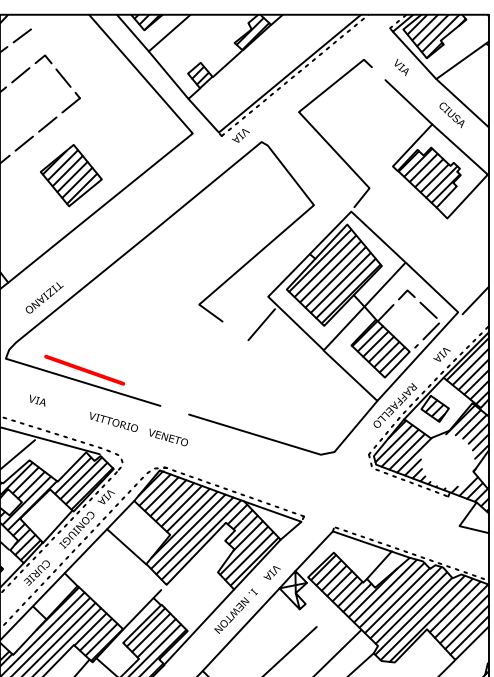 VIA
CIUSA
VIA
TIZIANO
VIA
RAFFAELLO
VIA
VITTORIO
VENETO
VIA
CONIUGI
CURIE
VIA
I. NEWTON